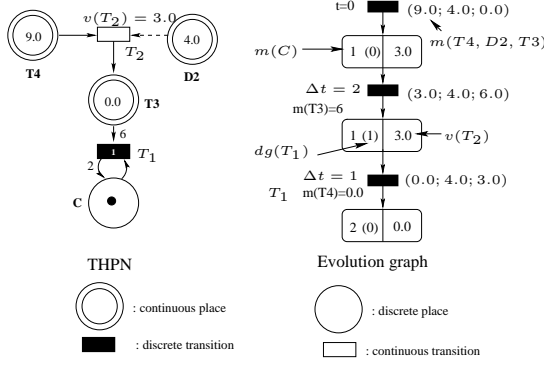 v(T2) = 3.0
9.0
4.0
T4
T2
D2
0.0
T3
6
1
T1
2
C
THPN
: continuous place
: discrete transition
t=0
(9.0; 4.0; 0.0)
m(C)
1 (0) 3.0
m(T4, D2, T3)
Δt = 2
m(T3)=6
(3.0; 4.0; 6.0)
1 (1) 3.0
v(T2)
dg(T1)
Δt = 1
T1
m(T4)=0.0
(0.0; 4.0; 3.0)
2 (0) 0.0
Evolution graph
: discrete place
: continuous transition